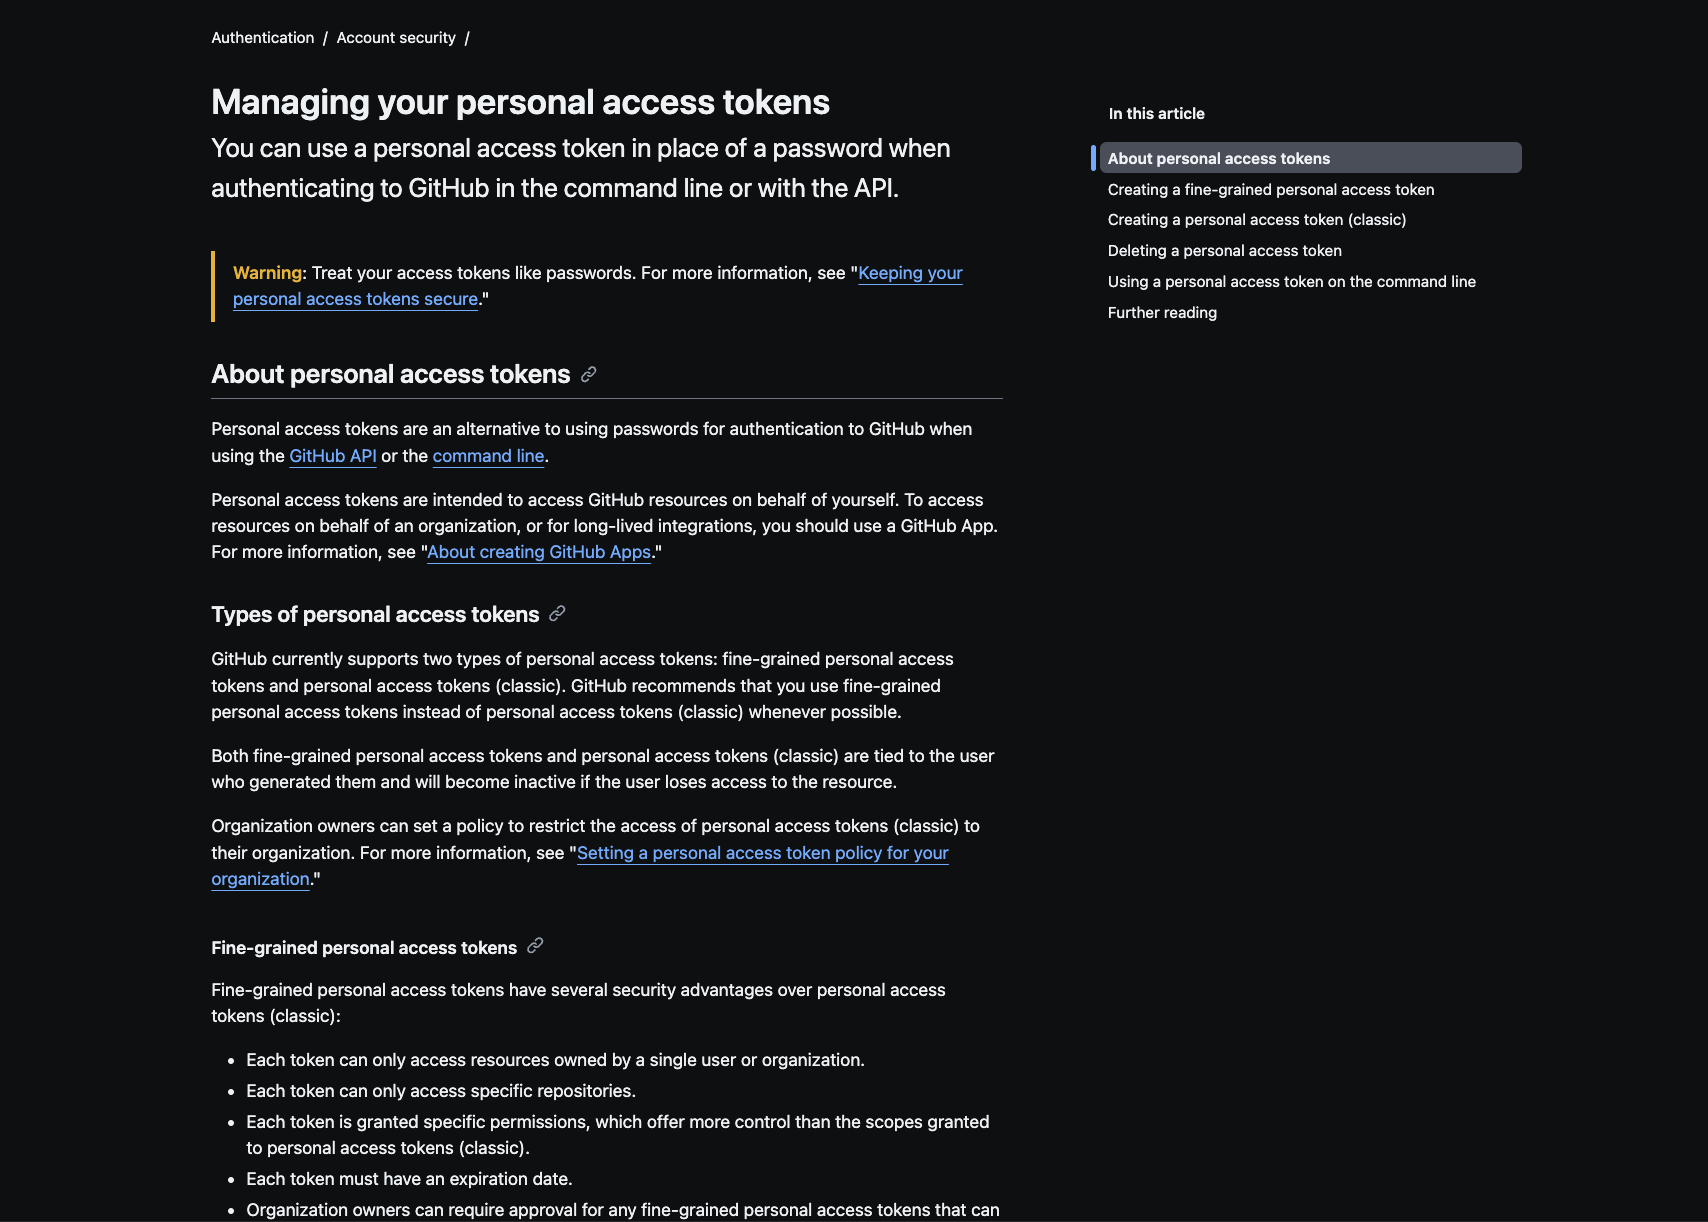 Authentication / Account security /
Managing your personal access tokens
You can use a personal access token in place of a password when
authenticating to GitHub in the command line or with the API.
Warning: Treat your access tokens like passwords. For more information, see "Keeping your
personal access tokens secure."
About personal access tokens
Personal access tokens are an alternative to using passwords for authentication to GitHub when
using the GitHub API or the command line.
Personal access tokens are intended to access GitHub resources on behalf of yourself. To access
resources on behalf of an organization, or for long-lived integrations, you should use a GitHub App.
For more information, see "About creating GitHub Apps."
Types of personal access tokens
GitHub currently supports two types of personal access tokens: fine-grained personal access
tokens and personal access tokens (classic). GitHub recommends that you use fine-grained
personal access tokens instead of personal access tokens (classic) whenever possible.
Both fine-grained personal access tokens and personal access tokens (classic) are tied to the user
who generated them and will become inactive if the user loses access to the resource.
Organization owners can set a policy to restrict the access of personal access tokens (classic) to
their organization. For more information, see "Setting a personal access token policy for your
organization."
Fine-grained personal access tokens
Fine-grained personal access tokens have several security advantages over personal access
tokens (classic):
• Each token can only access resources owned by a single user or organization.
• Each token can only access specific repositories.
• Each token is granted specific permissions, which offer more control than the scopes granted
to personal access tokens (classic).
• Each token must have an expiration date.
• Organization owners can require approval for any fine-grained personal access tokens that can
In this article
About personal access tokens
Creating a fine-grained personal access token
Creating a personal access token (classic)
Deleting a personal access token
Using a personal access token on the command line
Further reading